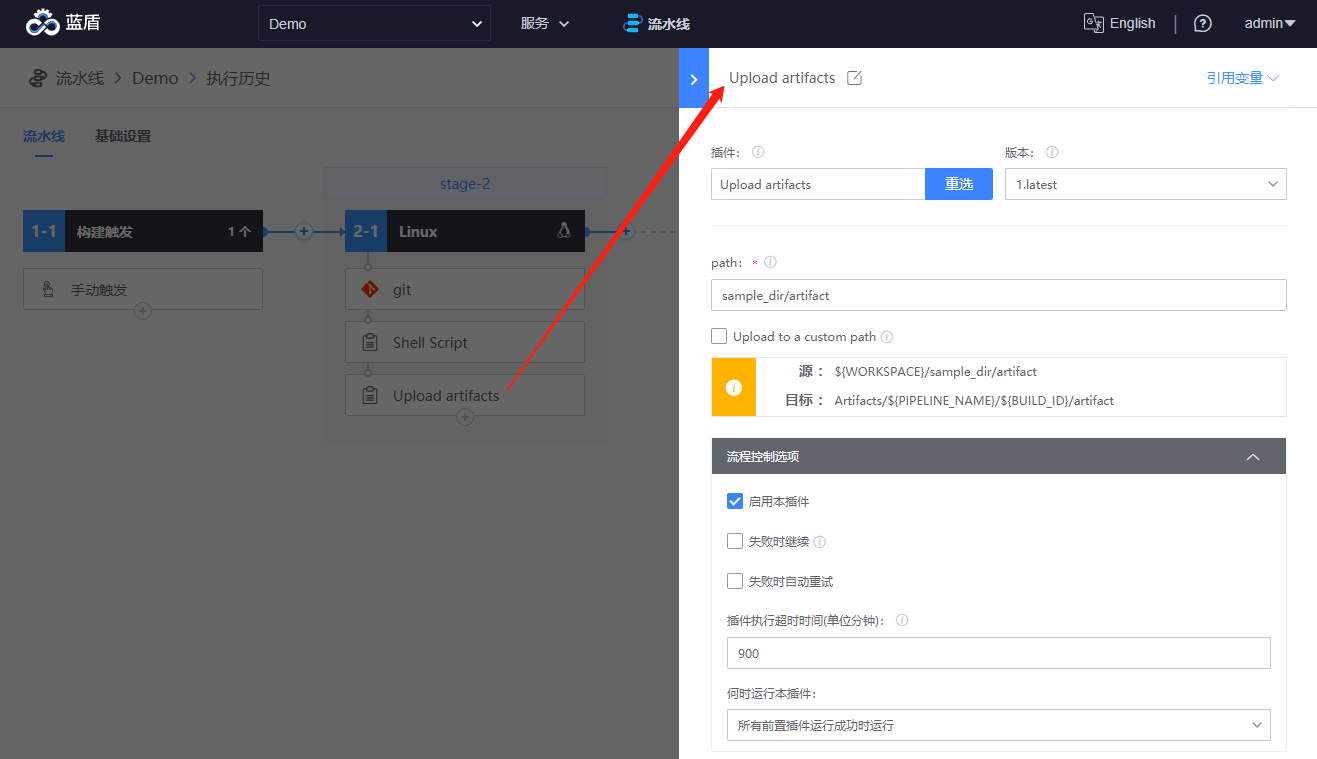 蓝盾
Demo
服务
流水线
English
admin
流水线 Demo 执行历史
流水线 基础设置
stage-2
1-1 构建触发 1 个
手动触发
2-1 Linux
git
Shell Script
Upload artifacts
Upload artifacts
引用变量
插件：
版本：
Upload artifacts
重选
1.latest
path： *
sample_dir/artifact
Upload to a custom path
源 ： ${WORKSPACE}/sample_dir/artifact
目标 ： Artifacts/${PIPELINE_NAME}/${BUILD_ID}/artifact
流程控制选项
启用本插件
失败时继续
失败时自动重试
插件执行超时时间(单位分钟)：
900
何时运行本插件：
所有前置插件运行成功时运行